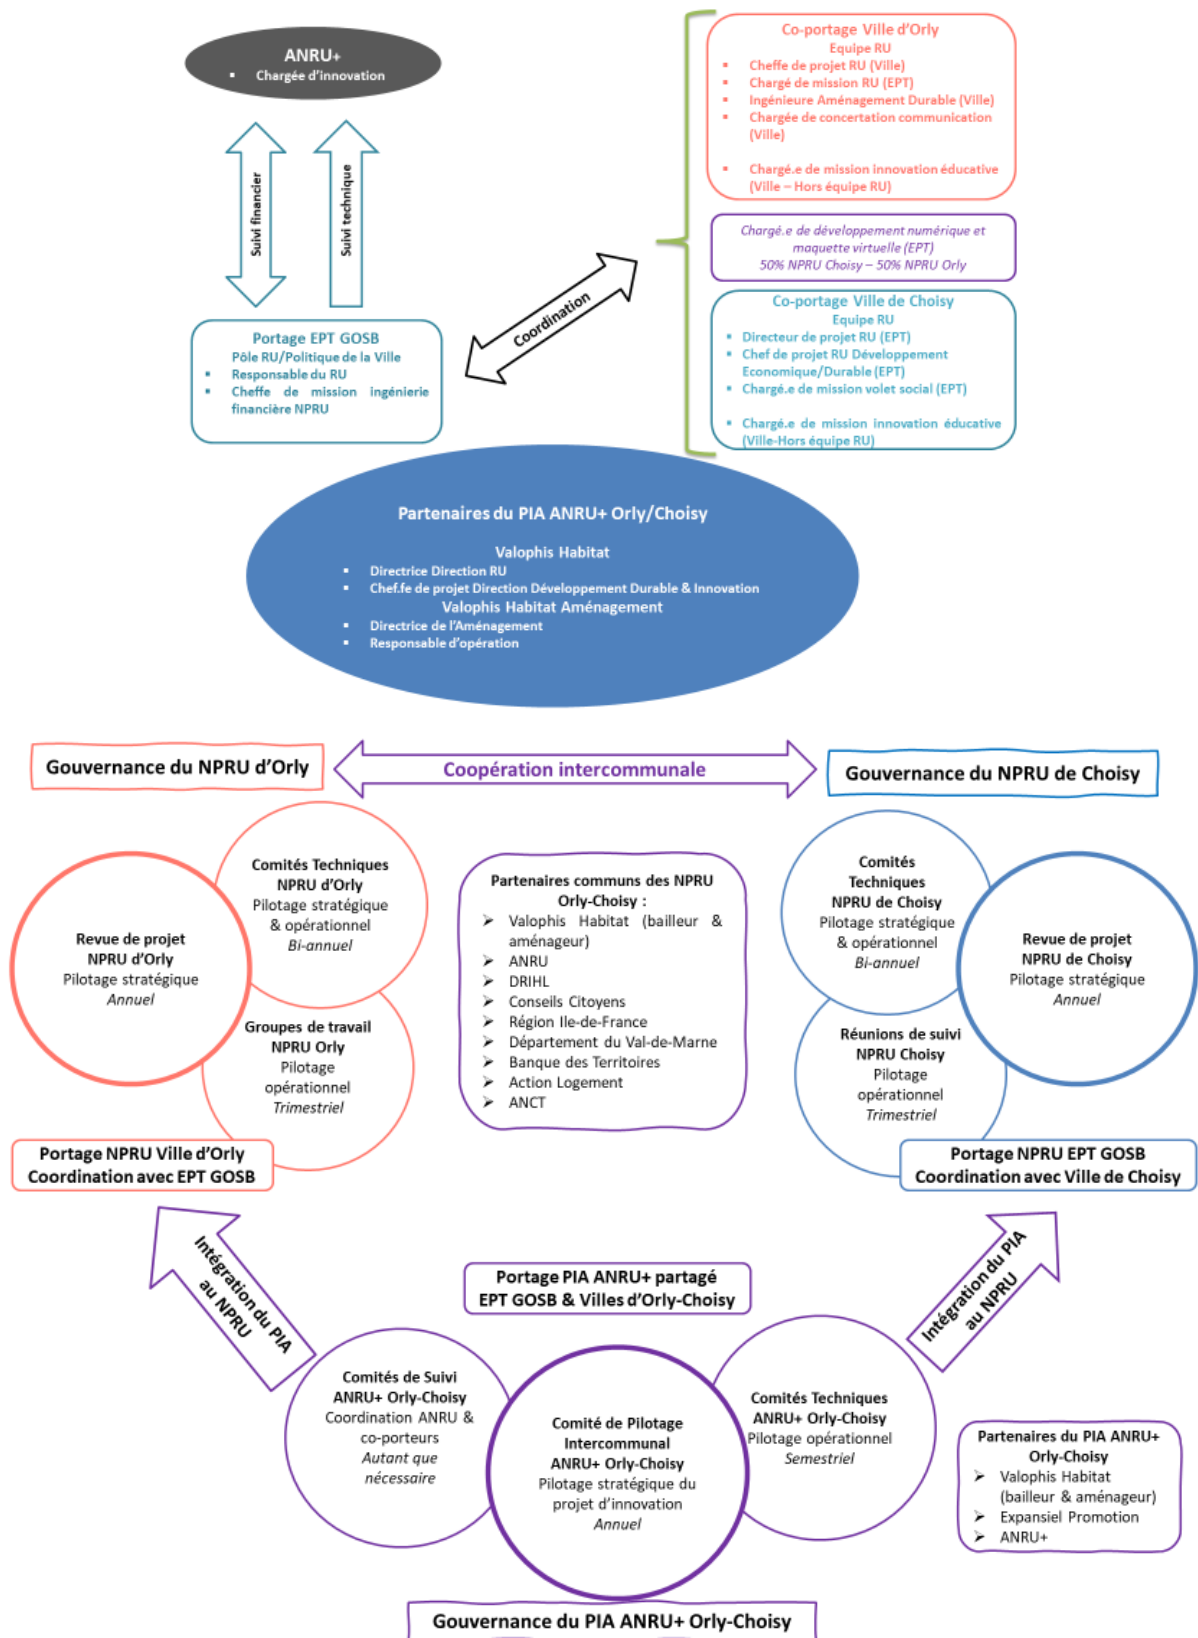 ANRU+
▪ Chargée d'innovation
Suivi financier
Suivi technique
Portage EPT GOSB
Pôle RU/Politique de la Ville
▪ Responsable du RU
▪ Cheffe de mission ingénierie
financière NPRU
Coordination
Co-portage Ville d'Orly
Equipe RU
▪ Cheffe de projet RU (Ville)
▪ Chargé de mission RU (EPT)
▪ Ingénieure Aménagement Durable (Ville)
▪ Chargée de concertation communication
(Ville)
▪ Chargé.e de mission innovation éducative
(Ville – Hors équipe RU)
Chargé.e de développement numérique et
maquette virtuelle (EPT)
50% NPRU Choisy – 50% NPRU Orly
Co-portage Ville de Choisy
Equipe RU
▪ Directeur de projet RU (EPT)
▪ Chef de projet RU Développement
Economique/Durable (EPT)
▪ Chargé.e de mission volet social (EPT)
▪ Chargé.e de mission innovation éducative
(Ville-Hors équipe RU)
Partenaires du PIA ANRU+ Orly/Choisy
Valophis Habitat
▪ Directrice Direction RU
▪ Chef.fe de projet Direction Développement Durable & Innovation
Valophis Habitat Aménagement
▪ Directrice de l'Aménagement
▪ Responsable d'opération
Gouvernance du NPRU d'Orly
Coopération intercommunale
Gouvernance du NPRU de Choisy
Comités Techniques
NPRU d'Orly
Pilotage stratégique
& opérationnel
Bi-annuel
Revue de projet
NPRU d'Orly
Pilotage stratégique
Annuel
Groupes de travail
NPRU Orly
Pilotage
opérationnel
Trimestriel
Portage NPRU Ville d'Orly
Coordination avec EPT GOSB
Partenaires communs des NPRU
Orly-Choisy :
➢ Valophis Habitat (bailleur &
aménageur)
➢ ANRU
➢ DRIHL
➢ Conseils Citoyens
➢ Région Ile-de-France
➢ Département du Val-de-Marne
➢ Banque des Territoires
➢ Action Logement
➢ ANCT
Comités
Techniques
NPRU de Choisy
Pilotage stratégique
& opérationnel
Bi-annuel
Revue de projet
NPRU de Choisy
Pilotage stratégique
Annuel
Réunions de suivi
NPRU Choisy
Pilotage
opérationnel
Trimestriel
Portage NPRU EPT GOSB
Coordination avec Ville de Choisy
Intégration du PIA
au NPRU
Portage PIA ANRU+ partagé
EPT GOSB & Villes d'Orly-Choisy
Intégration du PIA
au NPRU
Comités de Suivi
ANRU+ Orly-Choisy
Coordination ANRU &
co-porteurs
Autant que
nécessaire
Comité de Pilotage
Intercommunal
ANRU+ Orly-Choisy
Pilotage stratégique du
projet d'innovation
Annuel
Comités Techniques
ANRU+ Orly-Choisy
Pilotage opérationnel
Semestriel
Partenaires du PIA ANRU+
Orly-Choisy
➢ Valophis Habitat
(bailleur & aménageur)
➢ Expansiel Promotion
➢ ANRU+
Gouvernance du PIA ANRU+ Orly-Choisy